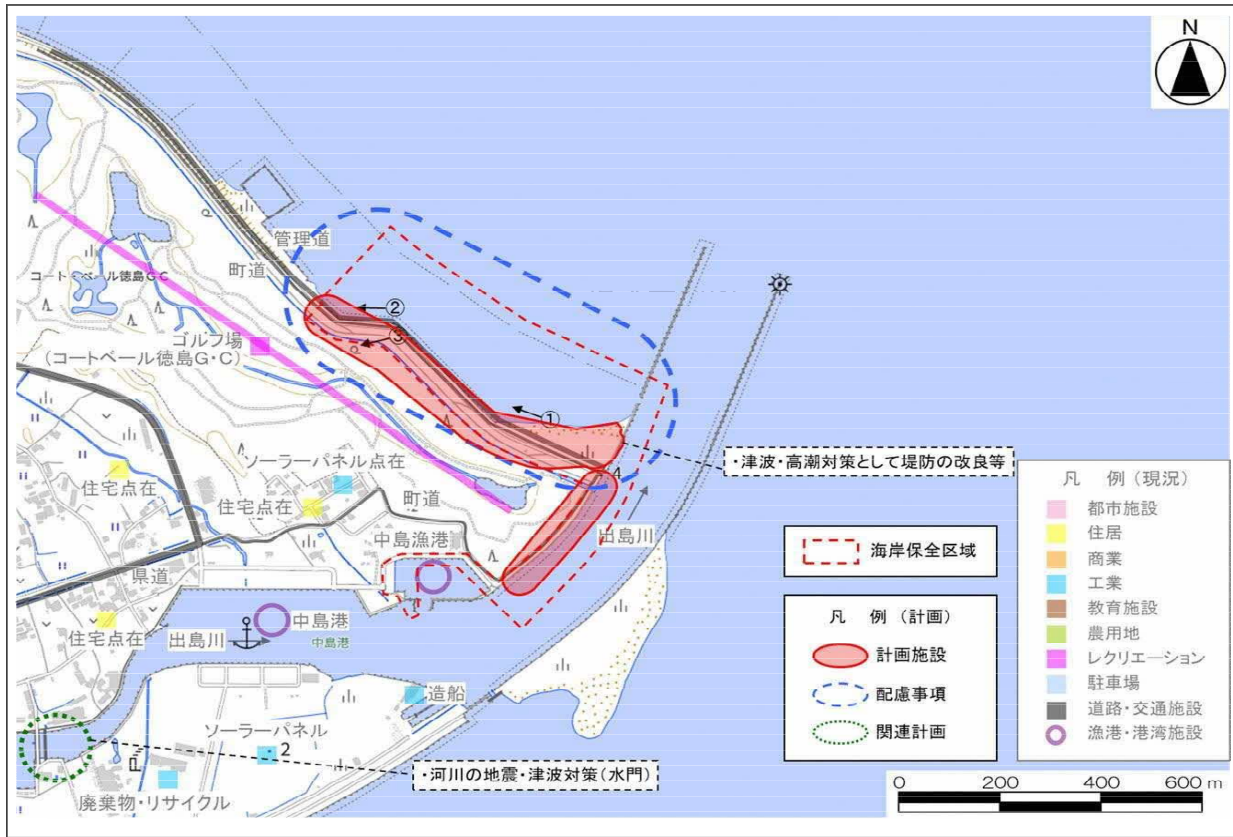 N
管理道
町道
コート・ベール徳島GC
ゴルフ場
(コートベール徳島G・C)
②
③
①
・津波・高潮対策として堤防の改良等
4
ソーラーパネル点在
住宅点在
住宅点在
町道
中島漁港
出島川
県道
住宅点在
出島川
中島港
中島港
造船
ソーラーパネル
2
廃棄物・リサイクル
・河川の地震・津波対策(水門)
海岸保全区域
凡 例 (計画)
計画施設
配慮事項
関連計画
凡 例 (現況)
都市施設
住居
商業
工業
教育施設
農用地
レクリエーション
駐車場
道路・交通施設
漁港・港湾施設
0 200 400 600 m